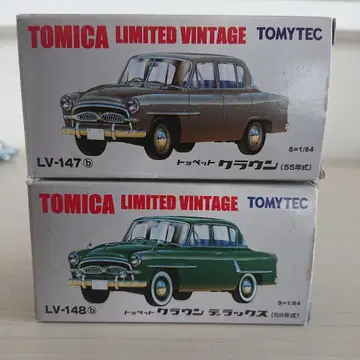 TOMICA LIMITED VINTAGE TOMYTEC
S=1/64
LV-147 b トヨペット クラウン (55年式)
TOMICA LIMITED VINTAGE TOMYTEC
S=1/64
LV-148 b トヨペット クラウン デラックス (56年式)